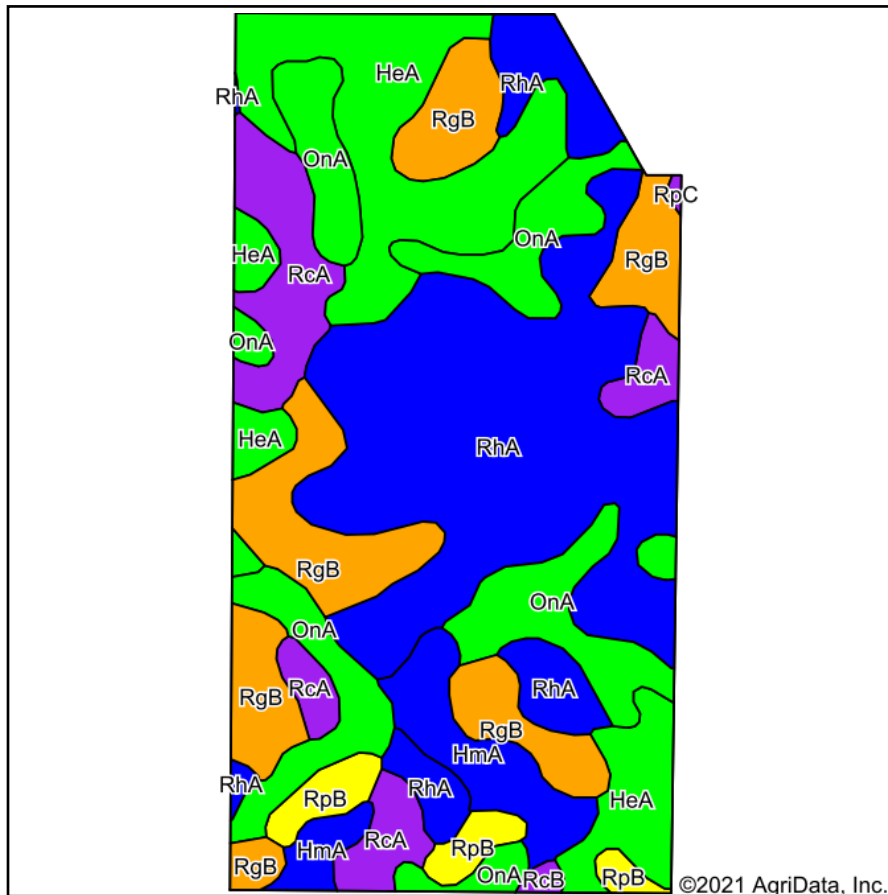 HeA
RhA
RhA
RgB
OnA
RpC
OnA
HeA
RgB
RcA
OnA
RcA
HeA
RhA
RgB
OnA
OnA
RcA
RhA
RgB
RgB
HmA
RhA
RhA
RpB
HeA
RcA
RpB
HmA
RgB
OnA
RcB
RpB
©2021 AgriData, Inc.